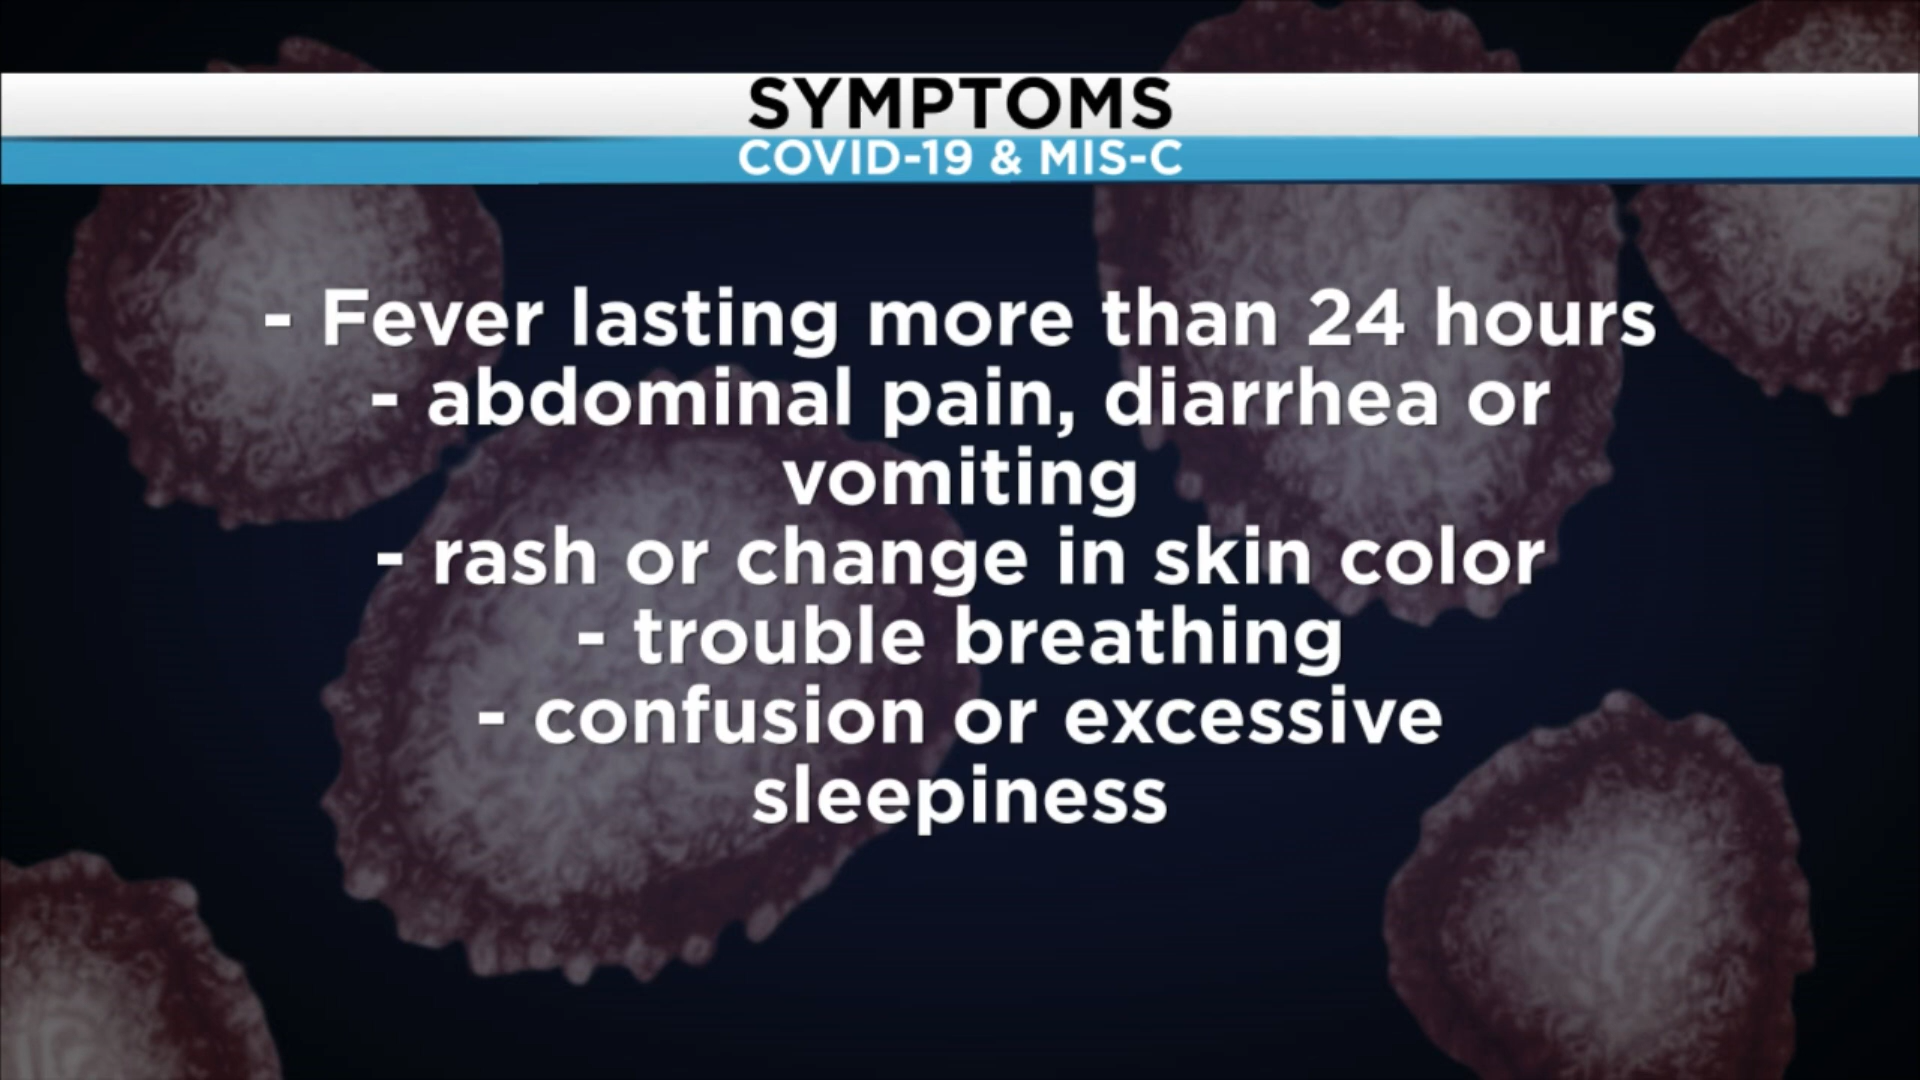 SYMPTOMS
COVID-19 & MIS-C
- Fever lasting more than 24 hours
- abdominal pain, diarrhea or
vomiting
- rash or change in skin color
- trouble breathing
- confusion or excessive
sleepiness